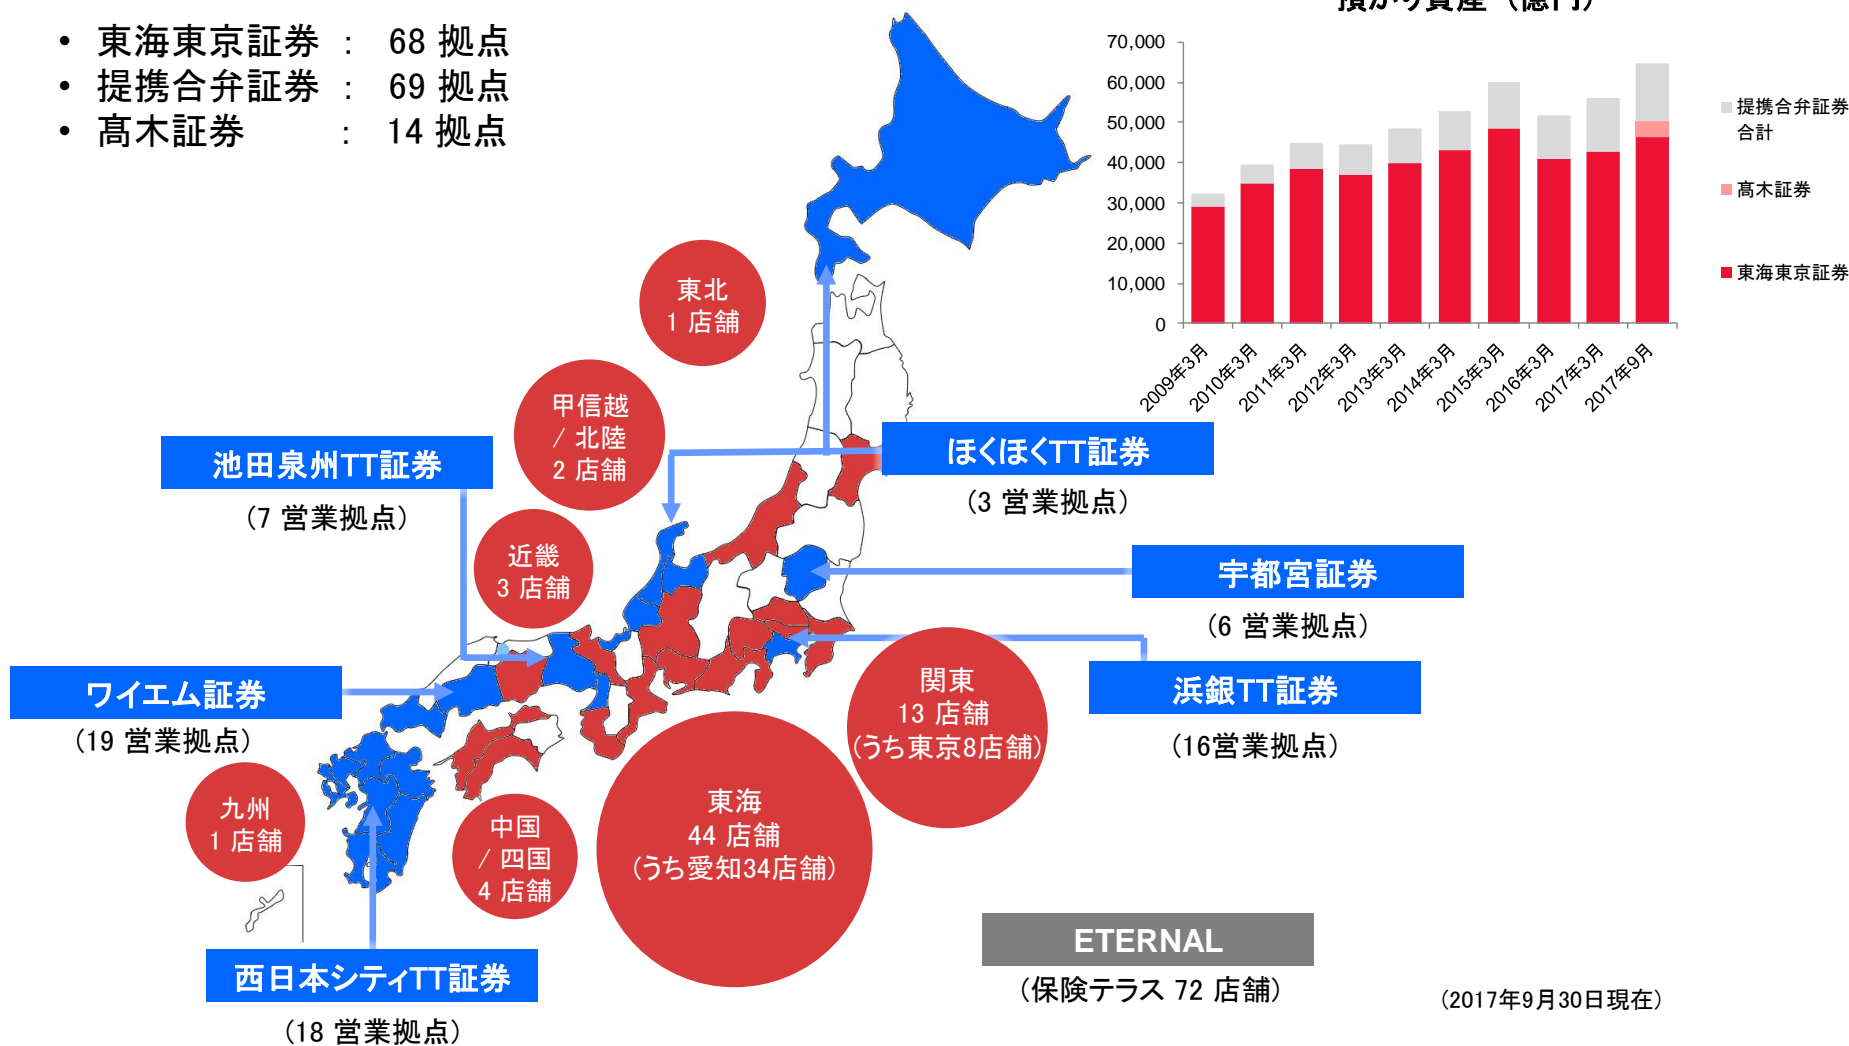 • 東海東京証券 : 68 拠点
• 提携合弁証券 : 69 拠点
• 髙木証券 : 14 拠点
預かり資産 (億円)
70,000
60,000
50,000
40,000
30,000
20,000
10,000
0
2009年3月
2010年3月
2011年3月
2012年3月
2013年3月
2014年3月
2015年3月
2016年3月
2017年3月
2017年9月
提携合弁証券
合計
髙木証券
東海東京証券
東北
1 店舗
甲信越
/ 北陸
2 店舗
池田泉州TT証券
(7 営業拠点)
ほくほくTT証券
(3 営業拠点)
近畿
3 店舗
宇都宮証券
(6 営業拠点)
ワイエム証券
(19 営業拠点)
関東
13 店舗
(うち東京8店舗)
浜銀TT証券
(16営業拠点)
九州
1 店舗
中国
/ 四国
4 店舗
東海
44 店舗
(うち愛知34店舗)
西日本シティTT証券
(18 営業拠点)
ETERNAL
(保険テラス 72 店舗)
(2017年9月30日現在)